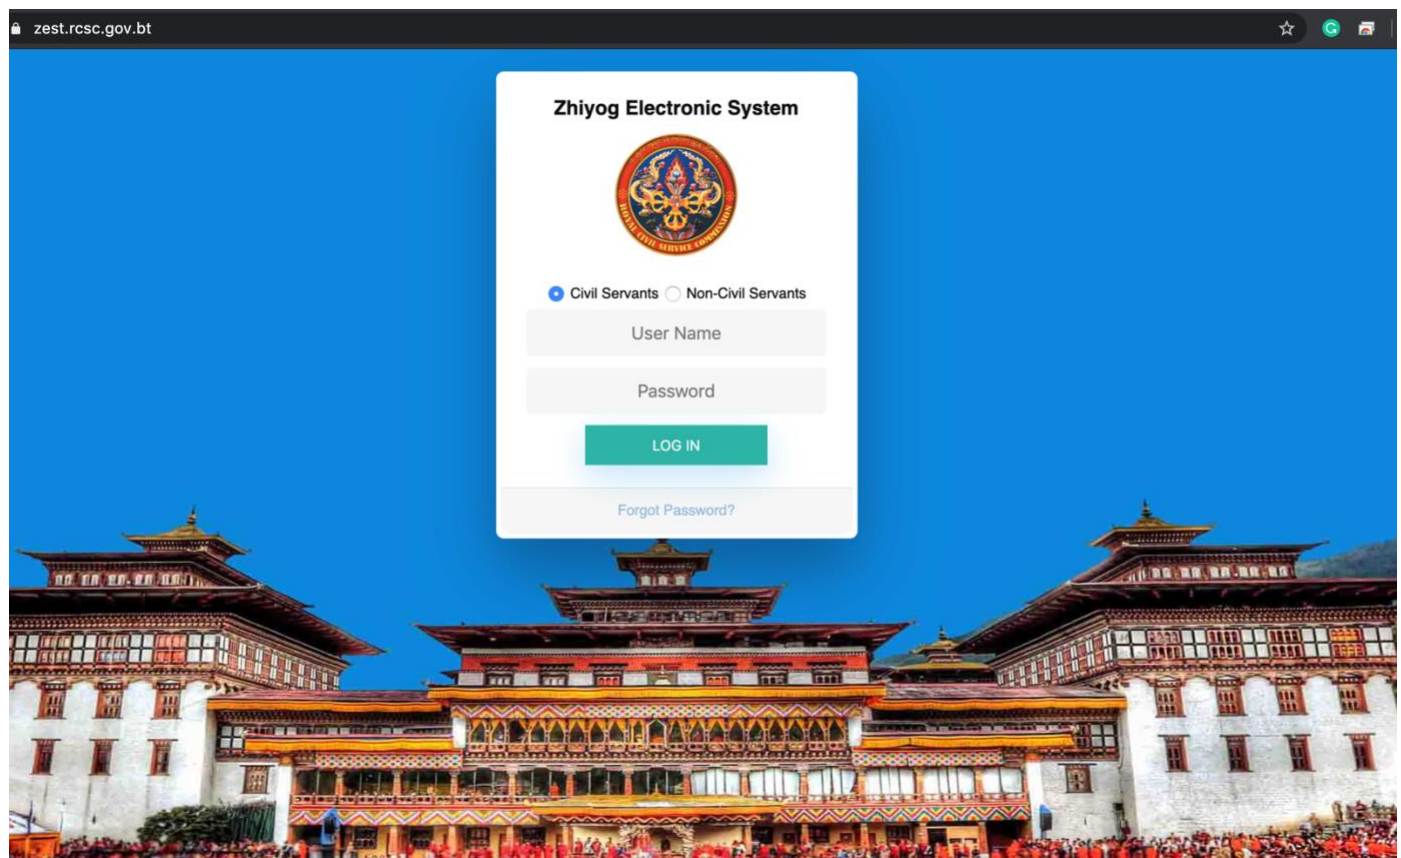 zest.rcsc.gov.bt
Zhiyog Electronic System
ROYAL CIVIL SERVICE COMMISSION
Civil Servants Non-Civil Servants
User Name
Password
LOG IN
Forgot Password?